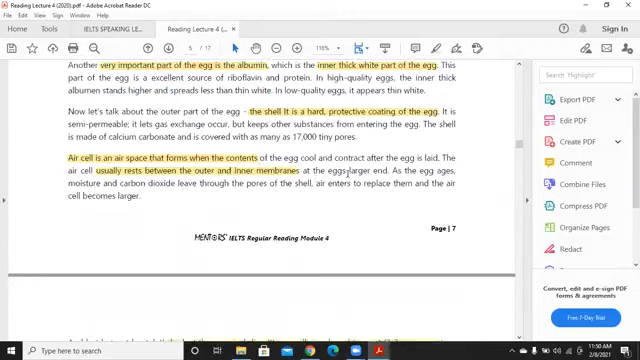 Reading Lecture 4 (2020).pdf - Adobe Acrobat Reader DC
File Edit View Sign Window Help
Home Tools IELTS SPEAKING LE... Reading Lecture 4 (... × Sign In
5 / 17 116%
Another very important part of the egg is the albumin, which is the inner thick white part of the egg. This
part of the egg is a excellent source of riboflavin and protein. In high-quality eggs, the inner thick
albumen stands higher and spreads less than thin white. In low-quality eggs, it appears thin white.
Now let's talk about the outer part of the egg - the shell It is a hard, protective coating of the egg. It is
semi-permeable; it lets gas exchange occur, but keeps other substances from entering the egg. The shell
is made of calcium carbonate and is covered with as many as 17,000 tiny pores.
Air cell is an air space that forms when the contents of the egg cool and contract after the egg is laid. The
air cell usually rests between the outer and inner membranes at the eggs larger end. As the egg ages,
moisture and carbon dioxide leave through the pores of the shell, air enters to replace them and the air
cell becomes larger.
Page | 7
MENTORS' IELTS Regular Reading Module 4
Search 'Highlight'
Export PDF
Edit PDF
Create PDF
Comment
Combine Files
Compress PDF
Organize Pages
Redact
Convert, edit and e-sign PDF
forms & agreements
Free 7-Day Trial
11:50 AM
2/8/2021